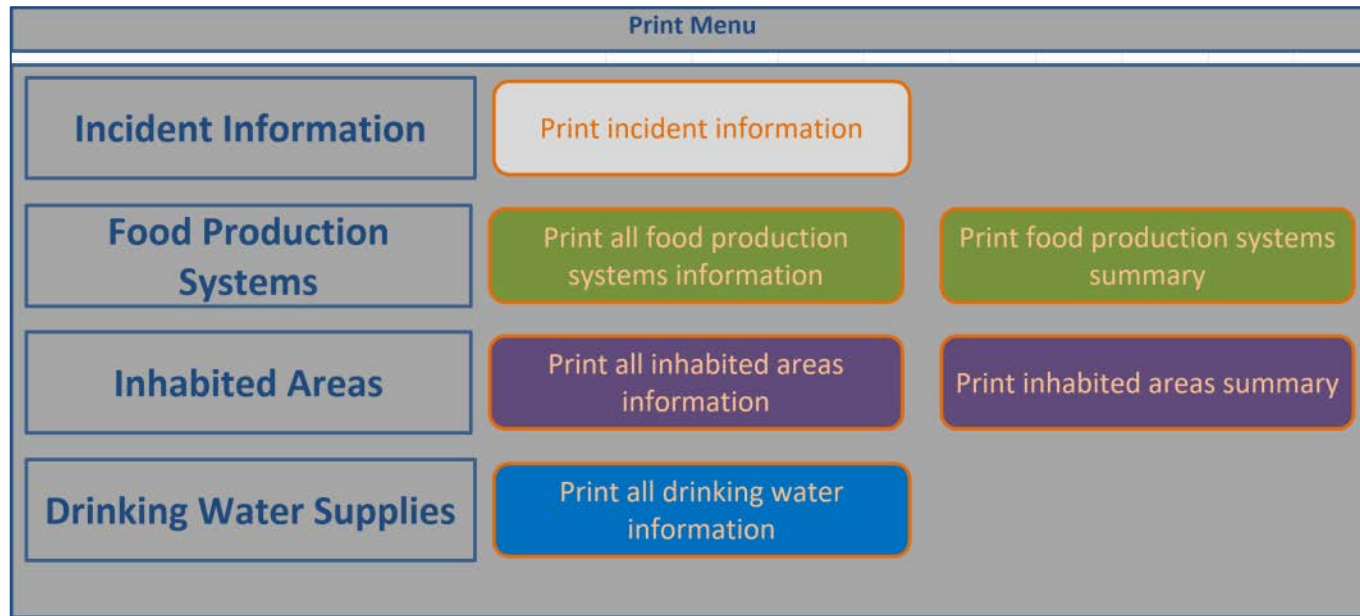 Print Menu
Incident Information
Print incident information
Food Production
Systems
Print all food production
systems information
Print food production systems
summary
Inhabited Areas
Print all inhabited areas
information
Print inhabited areas summary
Drinking Water Supplies
Print all drinking water
information